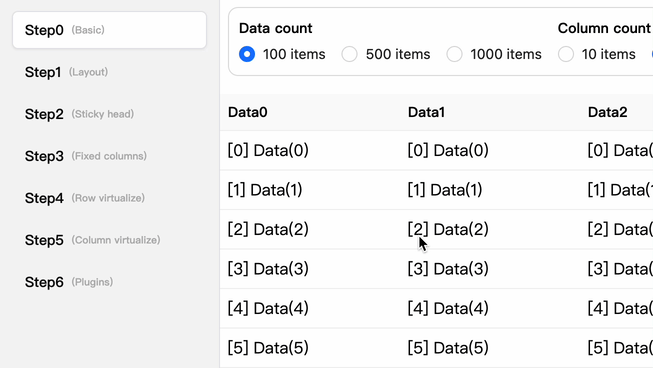 Step0 (Basic)
Step1 (Layout)
Step2 (Sticky head)
Step3 (Fixed columns)
Step4 (Row virtualize)
Step5 (Column virtualize)
Step6 (Plugins)
Data count Column count
100 items 500 items 1000 items 10 items
Data0 Data1 Data2
[0] Data(0) [0] Data(0) [0] Data(
[1] Data(1) [1] Data(1) [1] Data(1
[2] Data(2) [2] Data(2) [2] Data(
[3] Data(3) [3] Data(3) [3] Data(
[4] Data(4) [4] Data(4) [4] Data(
[5] Data(5) [5] Data(5) [5] Data(